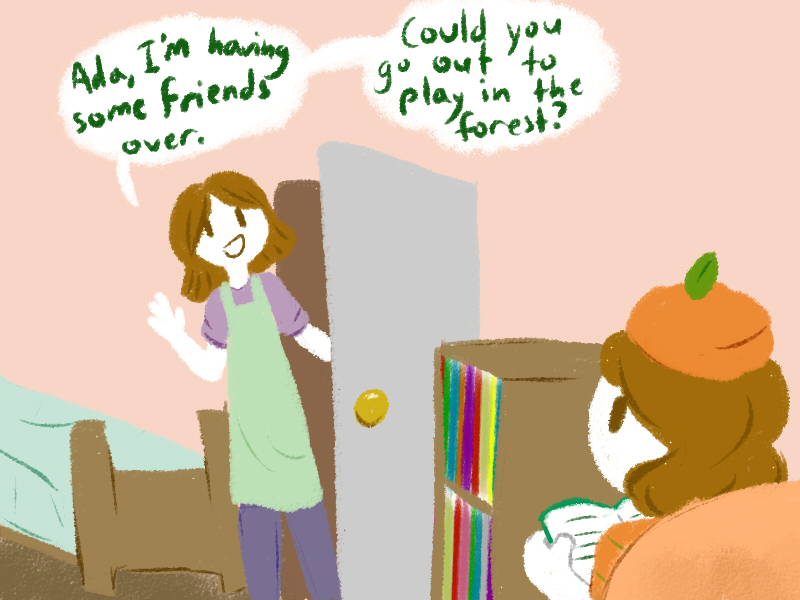 Ada, I'm having
some friends
over.
Could you
go out to
play in the
forest?